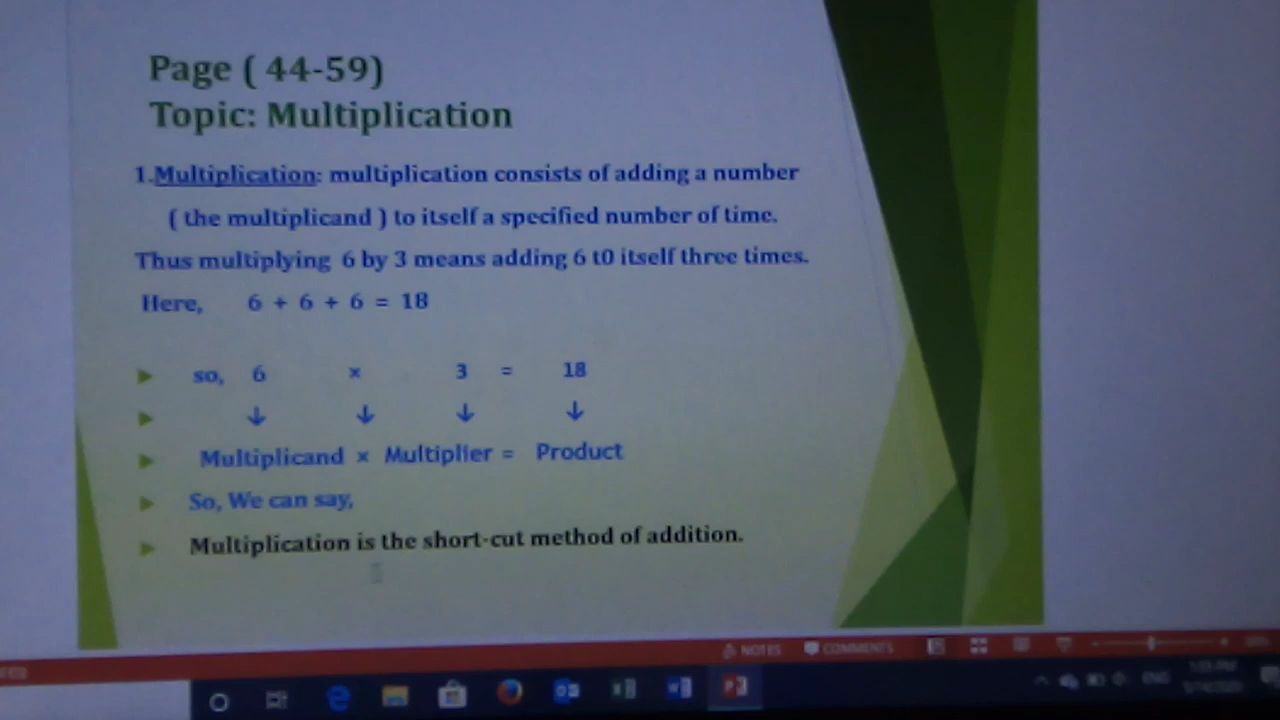 Page ( 44-59)
Topic: Multiplication
1.Multiplication: multiplication consists of adding a number
( the multiplicand ) to itself a specified number of time.
Thus multiplying 6 by 3 means adding 6 t0 itself three times.
Here, 6 + 6 + 6 = 18
so, 6 × 3 = 18
↓ ↓ ↓ ↓
Multiplicand × Multiplier = Product
So, We can say,
Multiplication is the short-cut method of addition.
NOTES COMMENTS
ENG